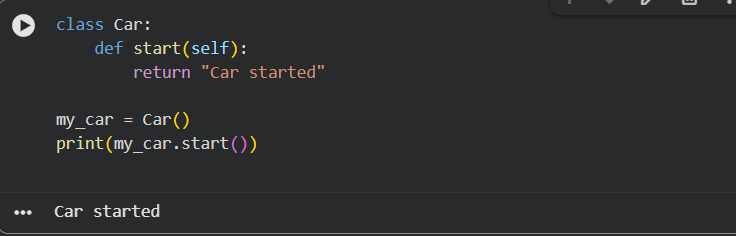 class Car:
    def start(self):
        return "Car started"

my_car = Car()
print(my_car.start())
Car started